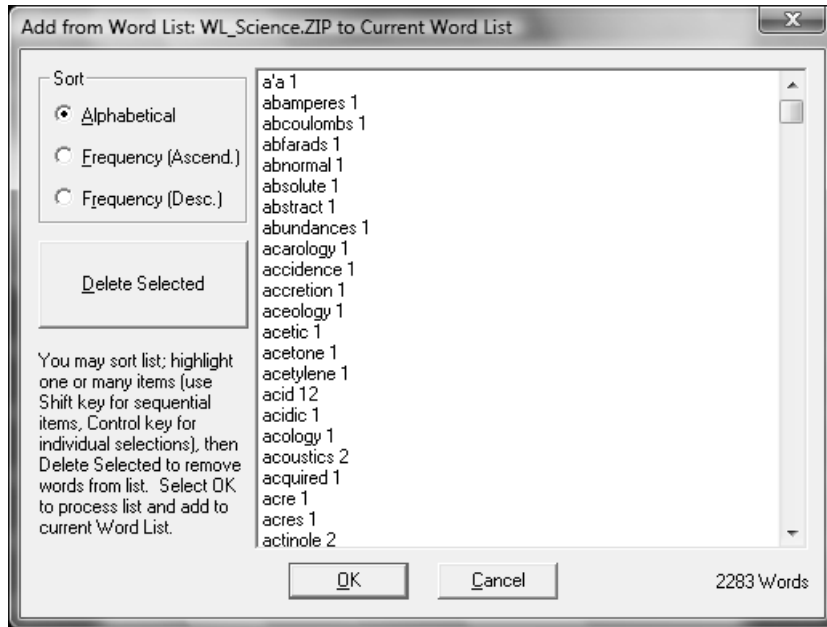 Add from Word List: WL_Science.ZIP to Current Word List
x
Sort
Alphabetical
Frequency (Ascend.)
Frequency (Desc.)
Delete Selected
You may sort list; highlight
one or many items (use
Shift key for sequential
items, Control key for
individual selections), then
Delete Selected to remove
words from list. Select OK
to process list and add to
current Word List.
a'a 1
abamperes 1
abcoulombs 1
abfarads 1
abnormal 1
absolute 1
abstract 1
abundances 1
acarology 1
accidence 1
accretion 1
aceology 1
acetic 1
acetone 1
acetylene 1
acid 12
acidic 1
acology 1
acoustics 2
acquired 1
acre 1
acres 1
actinole 2
OK
Cancel
2283 Words